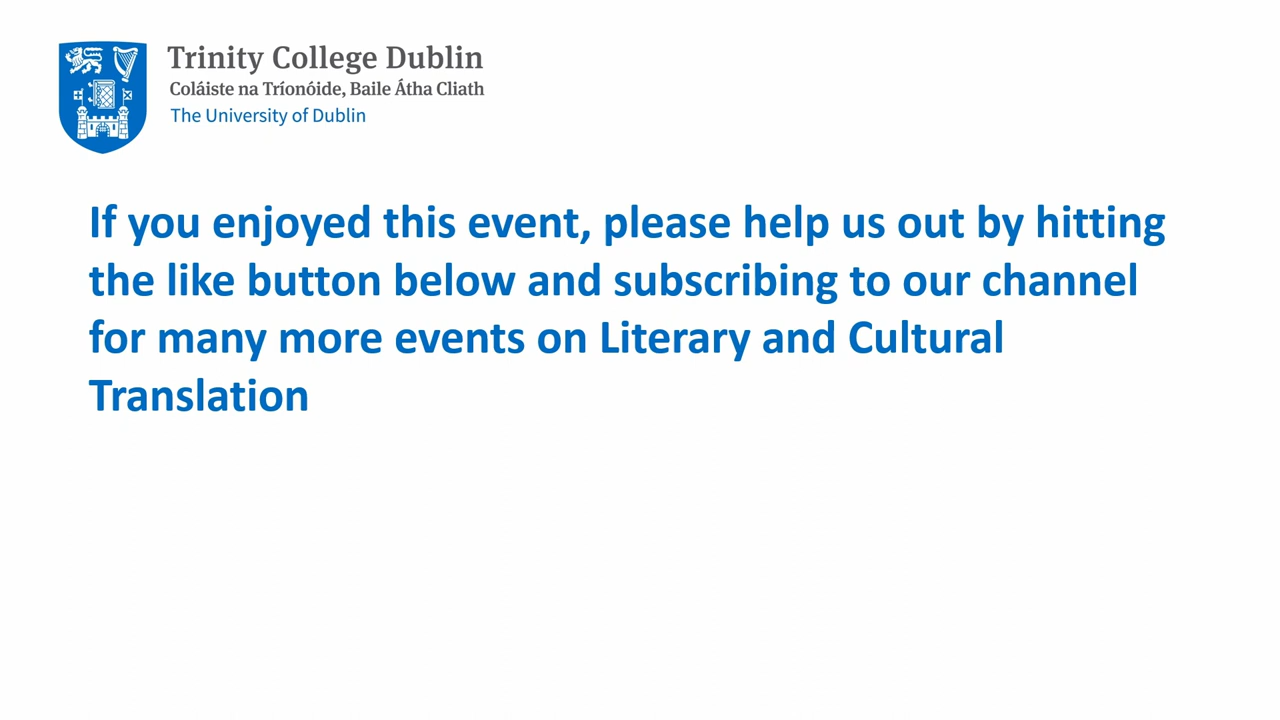 Trinity College Dublin
Coláiste na Tríonóide, Baile Átha Cliath
The University of Dublin
If you enjoyed this event, please help us out by hitting
the like button below and subscribing to our channel
for many more events on Literary and Cultural
Translation